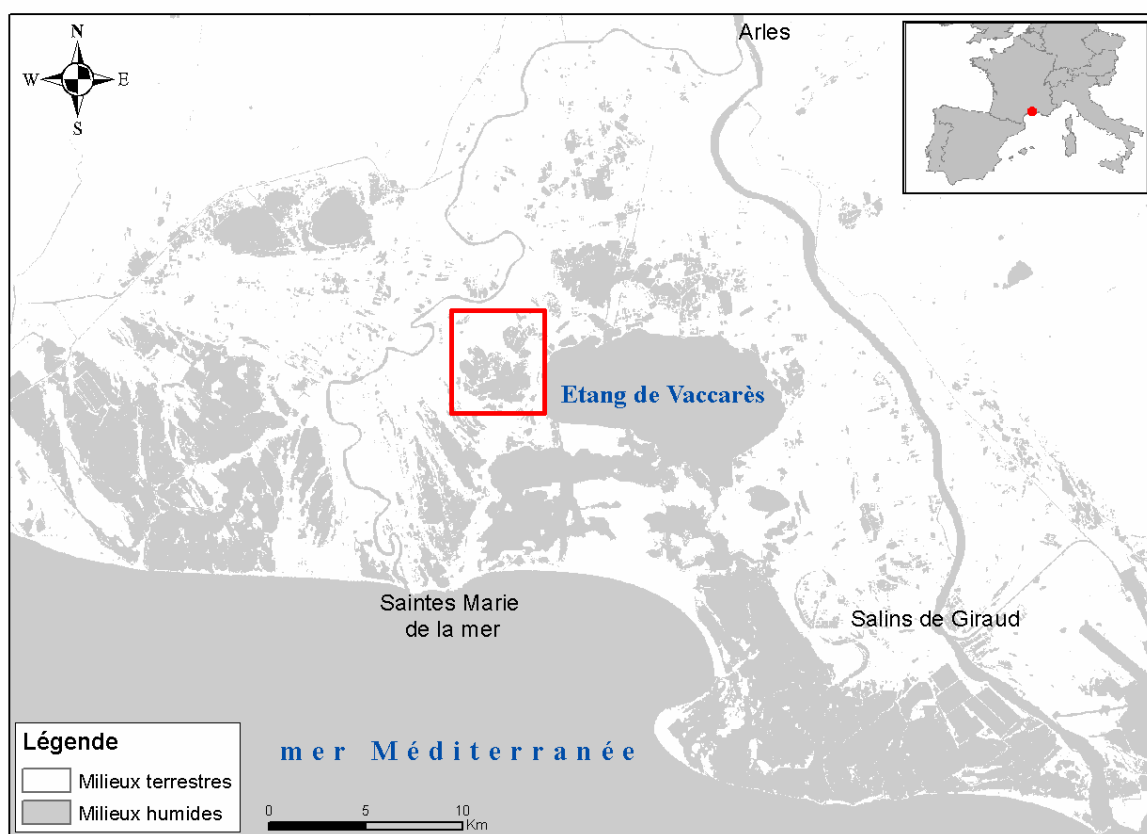 Arles
N
W E
S
Etang de Vaccarès
Saintes Marie
de la mer
Salins de Giraud
mer Méditerranée
Légende
Milieux terrestres
Milieux humides
0 5 10
Km